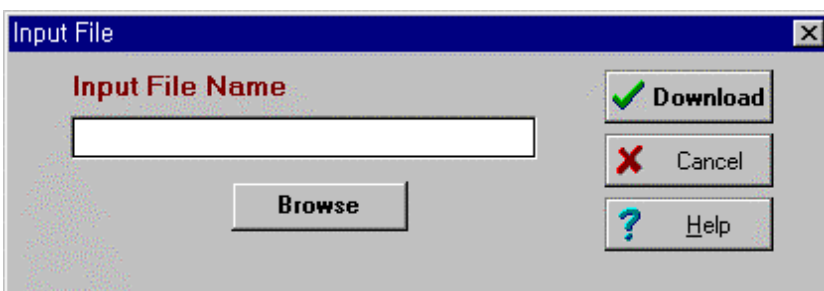 Input File
Input File Name
Browse
Download
Cancel
Help